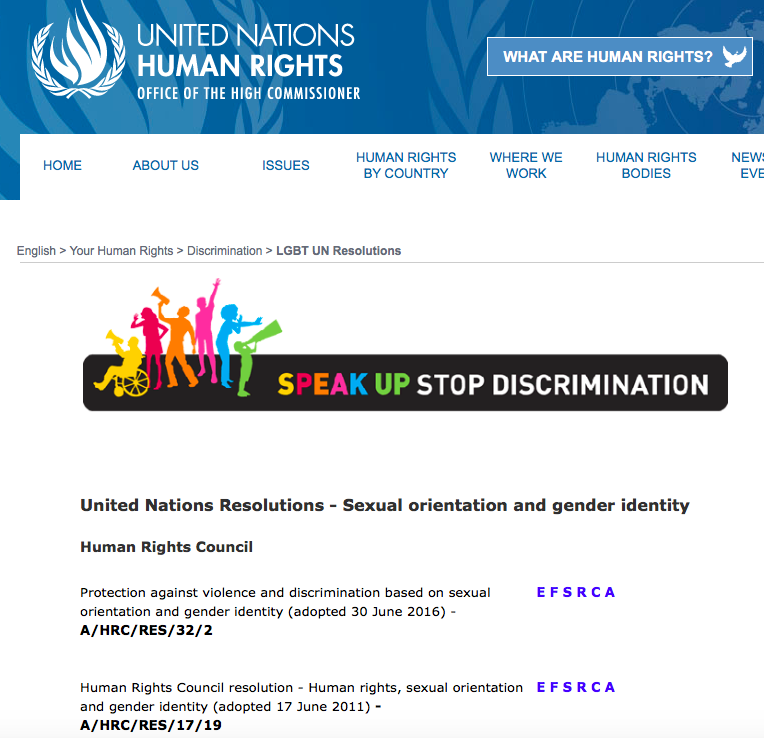 UNITED NATIONS
HUMAN RIGHTS
OFFICE OF THE HIGH COMMISSIONER
WHAT ARE HUMAN RIGHTS?
HOME
ABOUT US
ISSUES
HUMAN RIGHTS
BY COUNTRY
WHERE WE
WORK
HUMAN RIGHTS
BODIES
NEWS
EVE
English > Your Human Rights > Discrimination > LGBT UN Resolutions
SPEAK UP STOP DISCRIMINATION
United Nations Resolutions - Sexual orientation and gender identity
Human Rights Council
Protection against violence and discrimination based on sexual E F S R C A
orientation and gender identity (adopted 30 June 2016) -
A/HRC/RES/32/2
Human Rights Council resolution - Human rights, sexual orientation E F S R C A
and gender identity (adopted 17 June 2011) -
A/HRC/RES/17/19